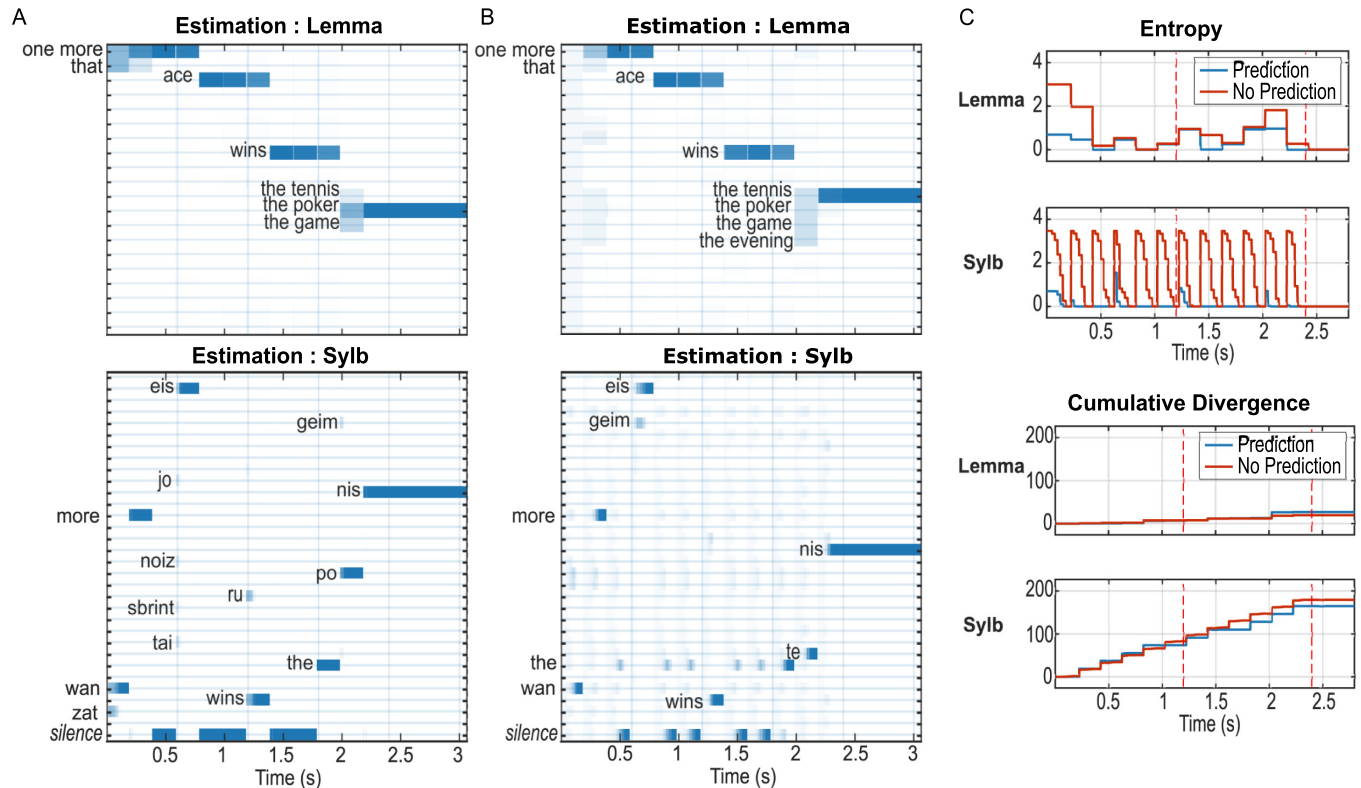 A
Estimation : Lemma
one more
that
ace
wins
the tennis
the poker
the game
Estimation : Sylb
eis
geim
jo
nis
more
noiz
po
ru
sbrint
tai
the
wan
wins
zat
silence
0.5 1 1.5 2 2.5 3
Time (s)
B
Estimation : Lemma
one more
that
ace
wins
the tennis
the poker
the game
the evening
Estimation : Sylb
eis
geim
more
nis
te
the
wan
wins
silence
0.5 1 1.5 2 2.5 3
Time (s)
C
Entropy
Lemma
4
2
0
Prediction
No Prediction
Sylb
4
2
0
0.5 1 1.5 2 2.5
Time (s)
Cumulative Divergence
Lemma
200
100
0
Prediction
No Prediction
Sylb
200
100
0
0.5 1 1.5 2 2.5
Time (s)